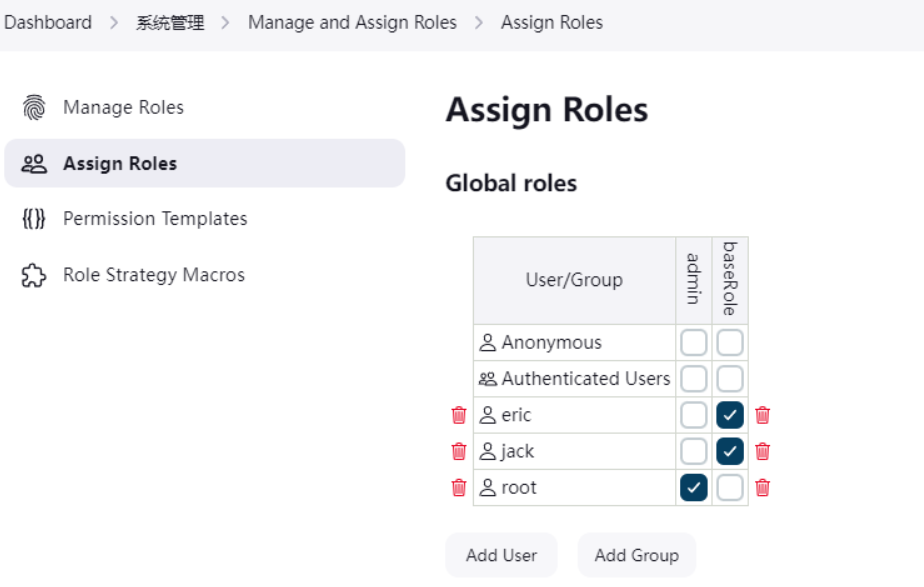 Dashboard > 系统管理 > Manage and Assign Roles > Assign Roles
Manage Roles
Assign Roles
Permission Templates
Role Strategy Macros
Assign Roles
Global roles
User/Group admin baseRole
Anonymous
Authenticated Users
eric
jack
root
Add User Add Group